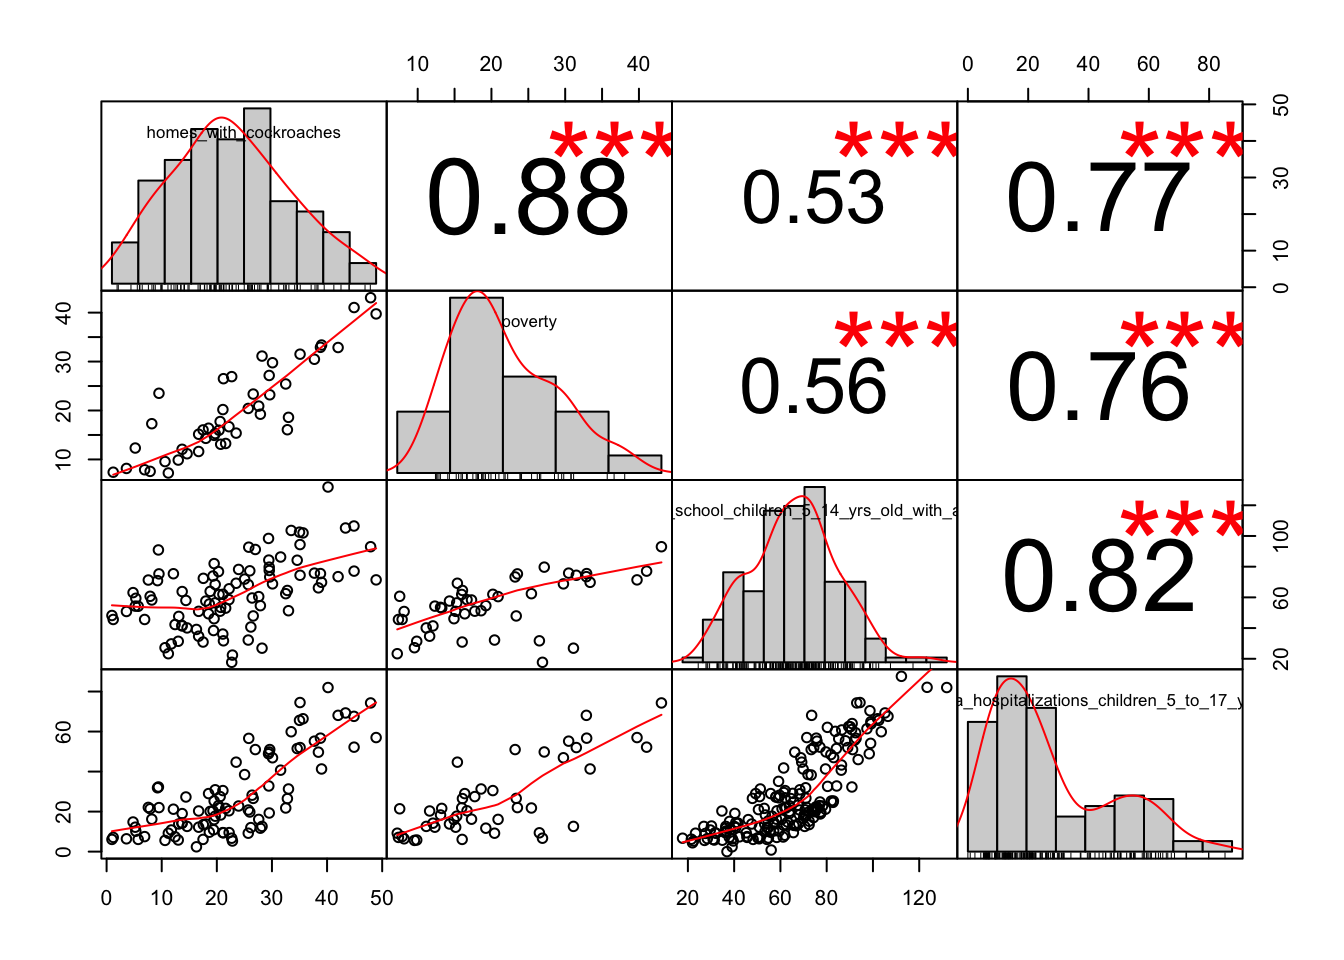 10 20 30 40 0 20 40 60 80
homes_with_cockroaches
*** 0.88
*** 0.53
*** 0.77
0 10 30 50
10 20 30 40
poverty
*** 0.56
*** 0.76
_school_children_5_14_yrs_old_with_a
*** 0.82
20 60 100
0 20 60
a_hospitalizations_children_5_to_17_y
0 10 20 30 40 50 20 40 60 80 120